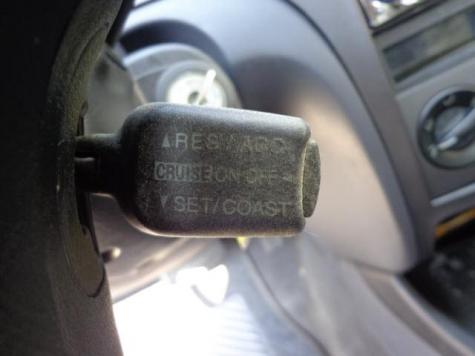 ▲RES/ACC
CRUISE ON-OFF
▼SET/COAST